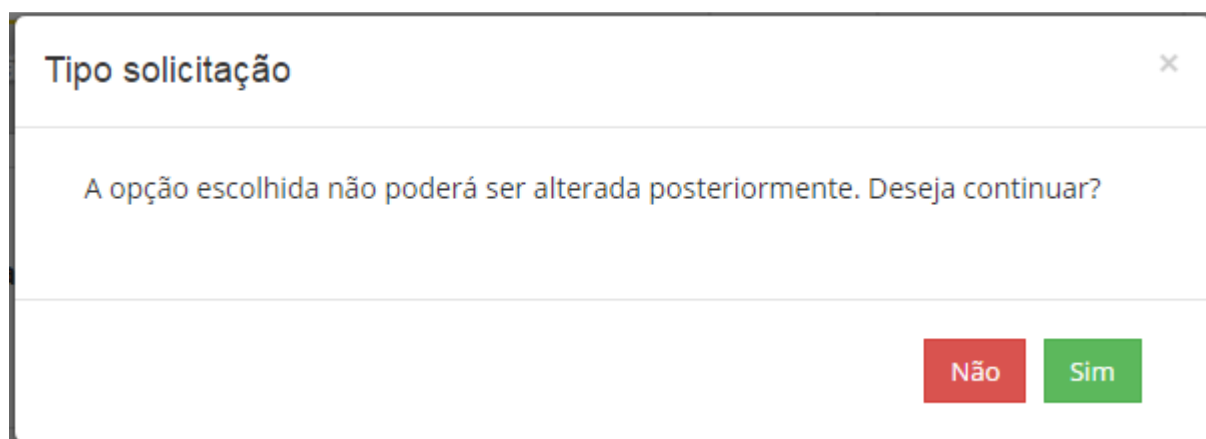 Tipo solicitação ×
A opção escolhida não poderá ser alterada posteriormente. Deseja continuar?
Não Sim